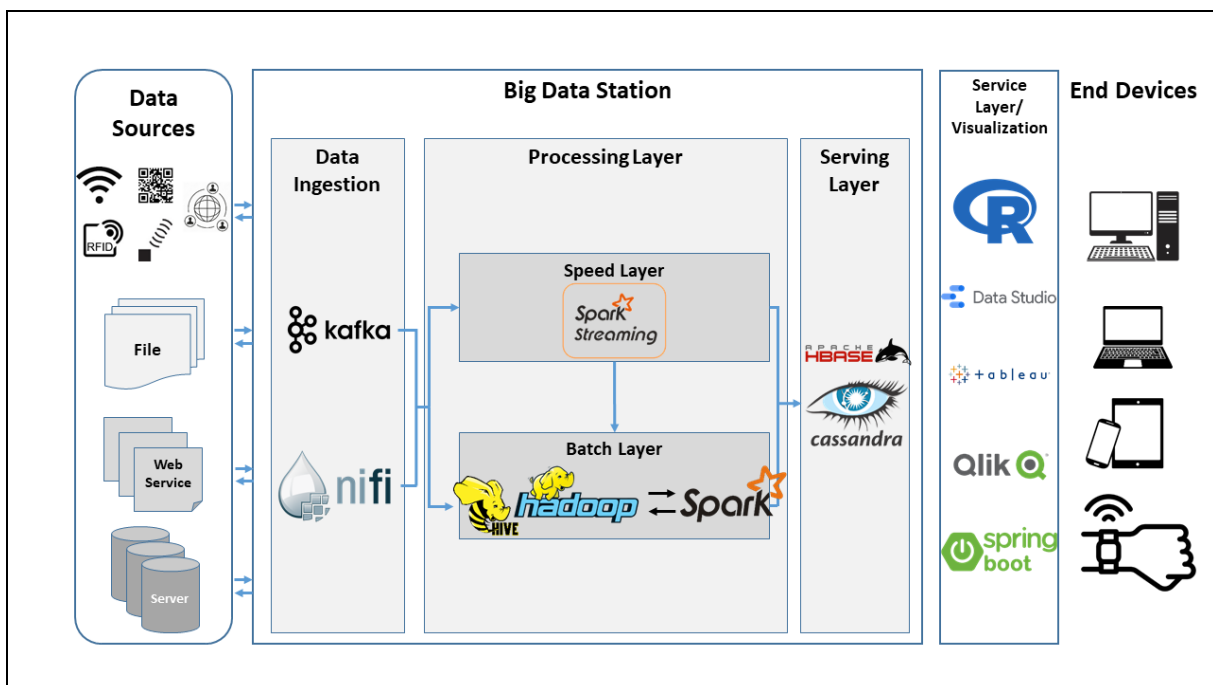 Data
Sources
RFID
File
Web
Service
Server
Big Data Station
Data
Ingestion
kafka
nifi
Processing Layer
Speed Layer
Spark
Streaming
Batch Layer
HIVE
hadoop
Spark
Serving
Layer
APACHE
HBASE
cassandra
Service
Layer/
Visualization
R
Data Studio
+ableau
Qlik
spring
boot
End Devices